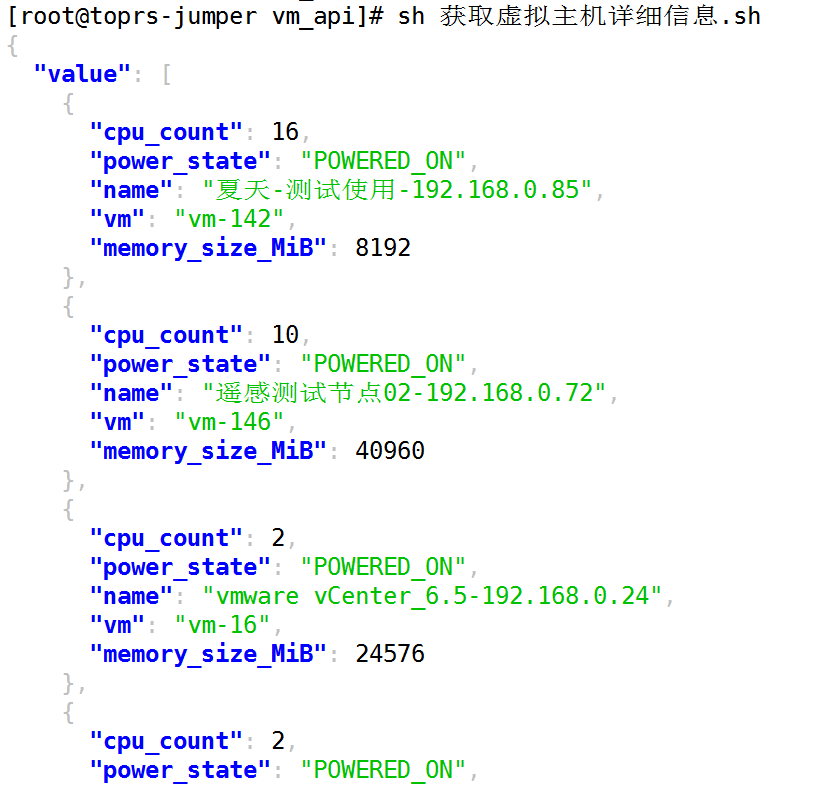 [root@toprs-jumper vm_api]# sh 获取虚拟主机详细信息.sh
{
  "value": [
    {
      "cpu_count": 16,
      "power_state": "POWERED_ON",
      "name": "夏天-测试使用-192.168.0.85",
      "vm": "vm-142",
      "memory_size_MiB": 8192
    },
    {
      "cpu_count": 10,
      "power_state": "POWERED_ON",
      "name": "遥感测试节点02-192.168.0.72",
      "vm": "vm-146",
      "memory_size_MiB": 40960
    },
    {
      "cpu_count": 2,
      "power_state": "POWERED_ON",
      "name": "vmware vCenter_6.5-192.168.0.24",
      "vm": "vm-16",
      "memory_size_MiB": 24576
    },
    {
      "cpu_count": 2,
      "power_state": "POWERED_ON",